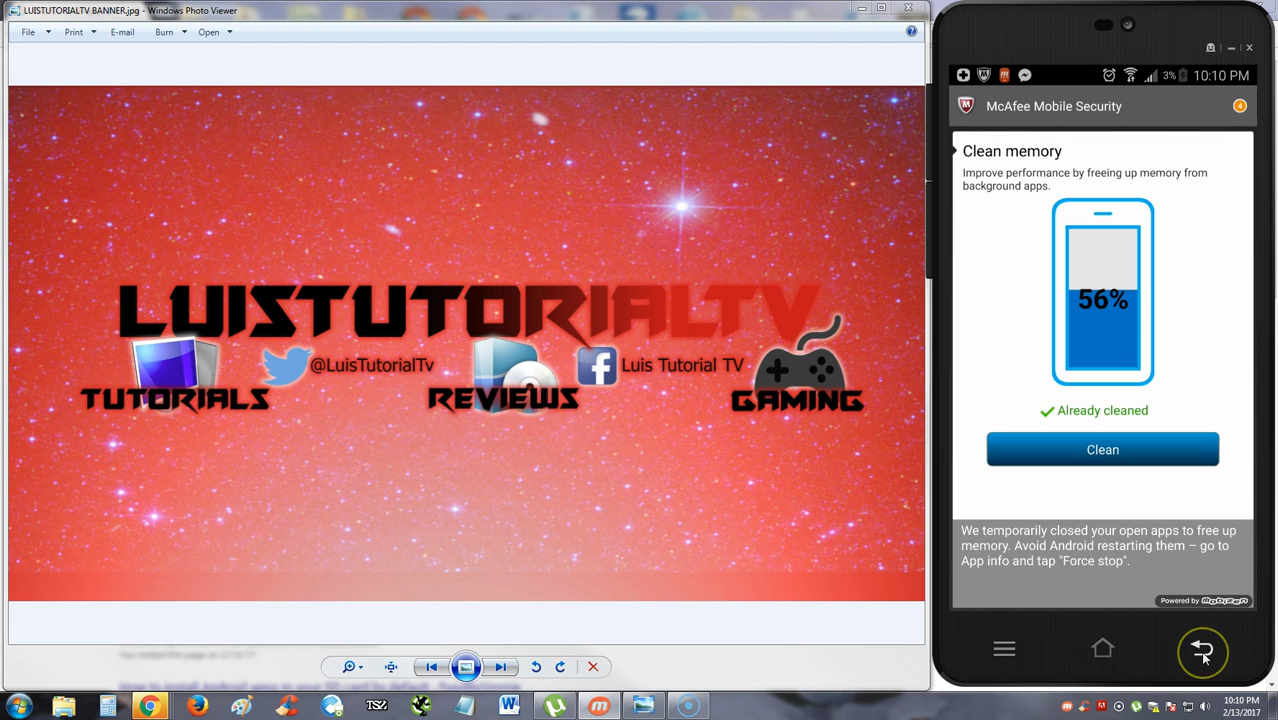 LUISTUTORIALTV BANNER.jpg - Windows Photo Viewer
File Print E-mail Burn Open
LUISTUTORIALTV
@LuisTutorialTv
Luis Tutorial TV
TUTORIALS
REVIEWS
GAMING
3% 10:10 PM
McAfee Mobile Security
4
Clean memory
Improve performance by freeing up memory from
background apps.
56%
Already cleaned
Clean
We temporarily closed your open apps to free up
memory. Avoid Android restarting them – go to
App info and tap "Force stop".
Powered by mobizen
10:10 PM
2/13/2017